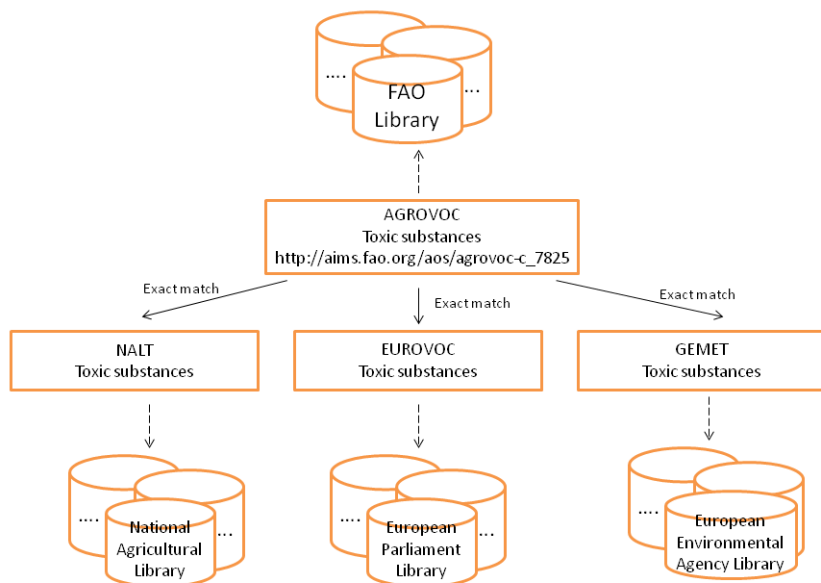 ....
...
FAO
Library
AGROVOC
Toxic substances
http://aims.fao.org/aos/agrovoc-c_7825
Exact match
Exact match
Exact match
NALT
Toxic substances
EUROVOC
Toxic substances
GEMET
Toxic substances
....
...
National
Agricultural
Library
....
...
European
Parliament
Library
....
...
European
Environmental
Agency Library